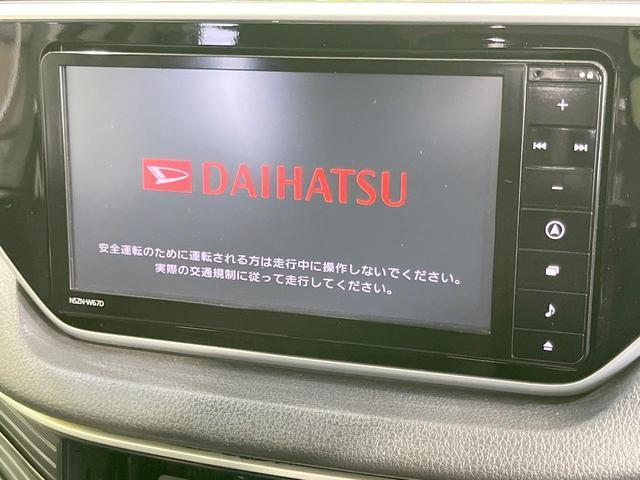 DAIHATSU
安全運転のために運転される方は走行中に操作しないでください。
実際の交通規制に従って走行してください。
NSZN-W67D